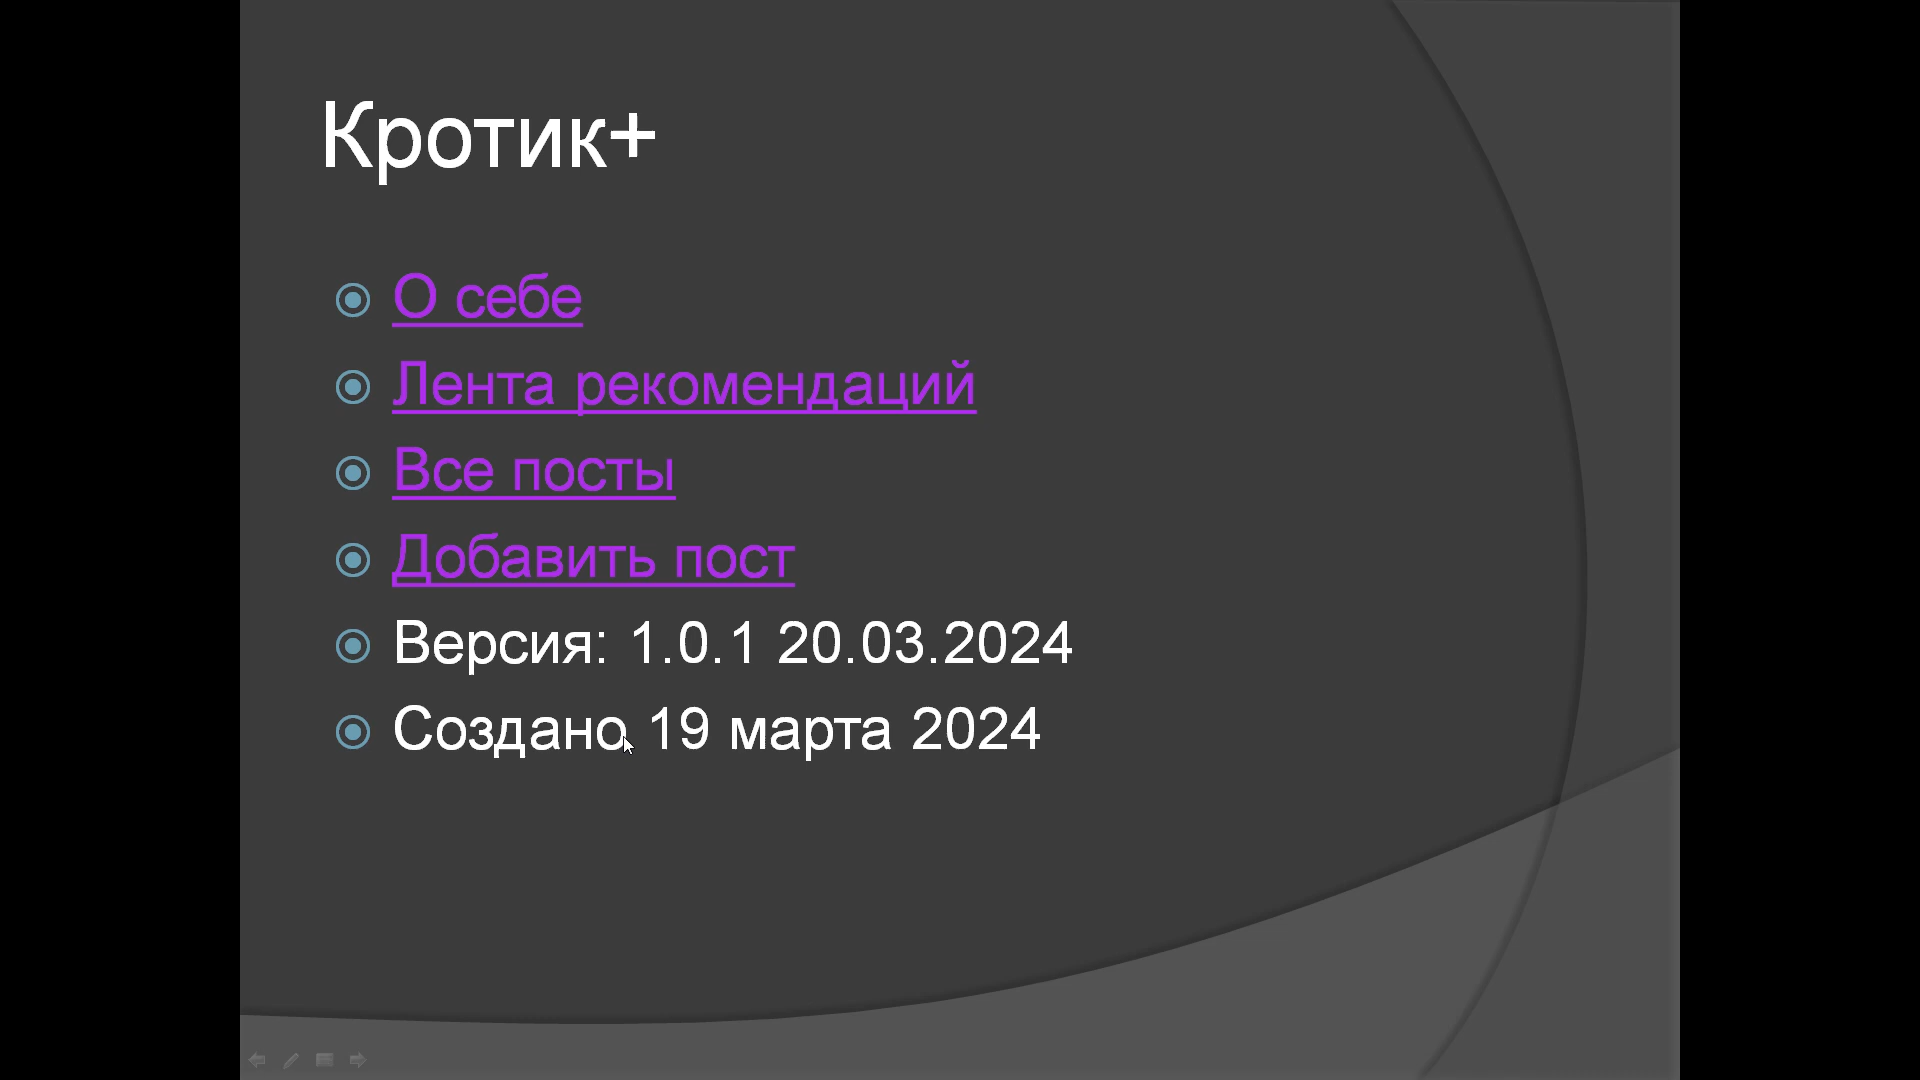 Кротик+
О себе
Лента рекомендаций
Все посты
Добавить пост
Версия: 1.0.1 20.03.2024
Создано 19 марта 2024